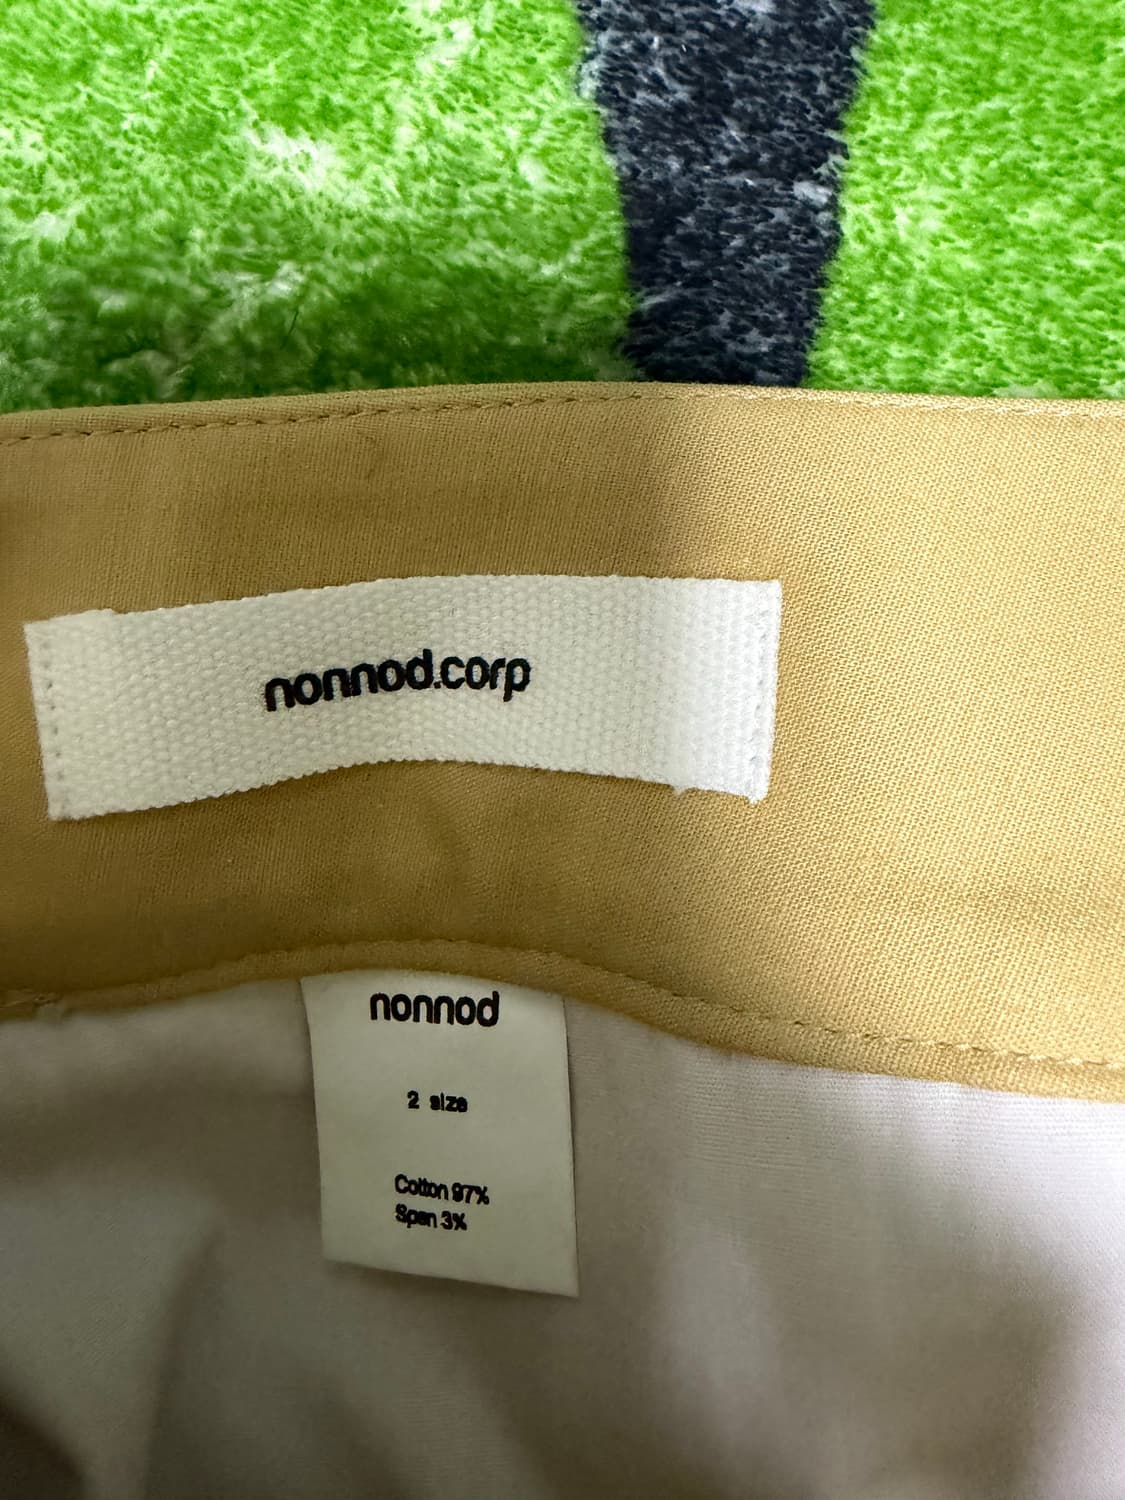 nonnod.corp
nonnod
2 size
Cotton 97%
Span 3%